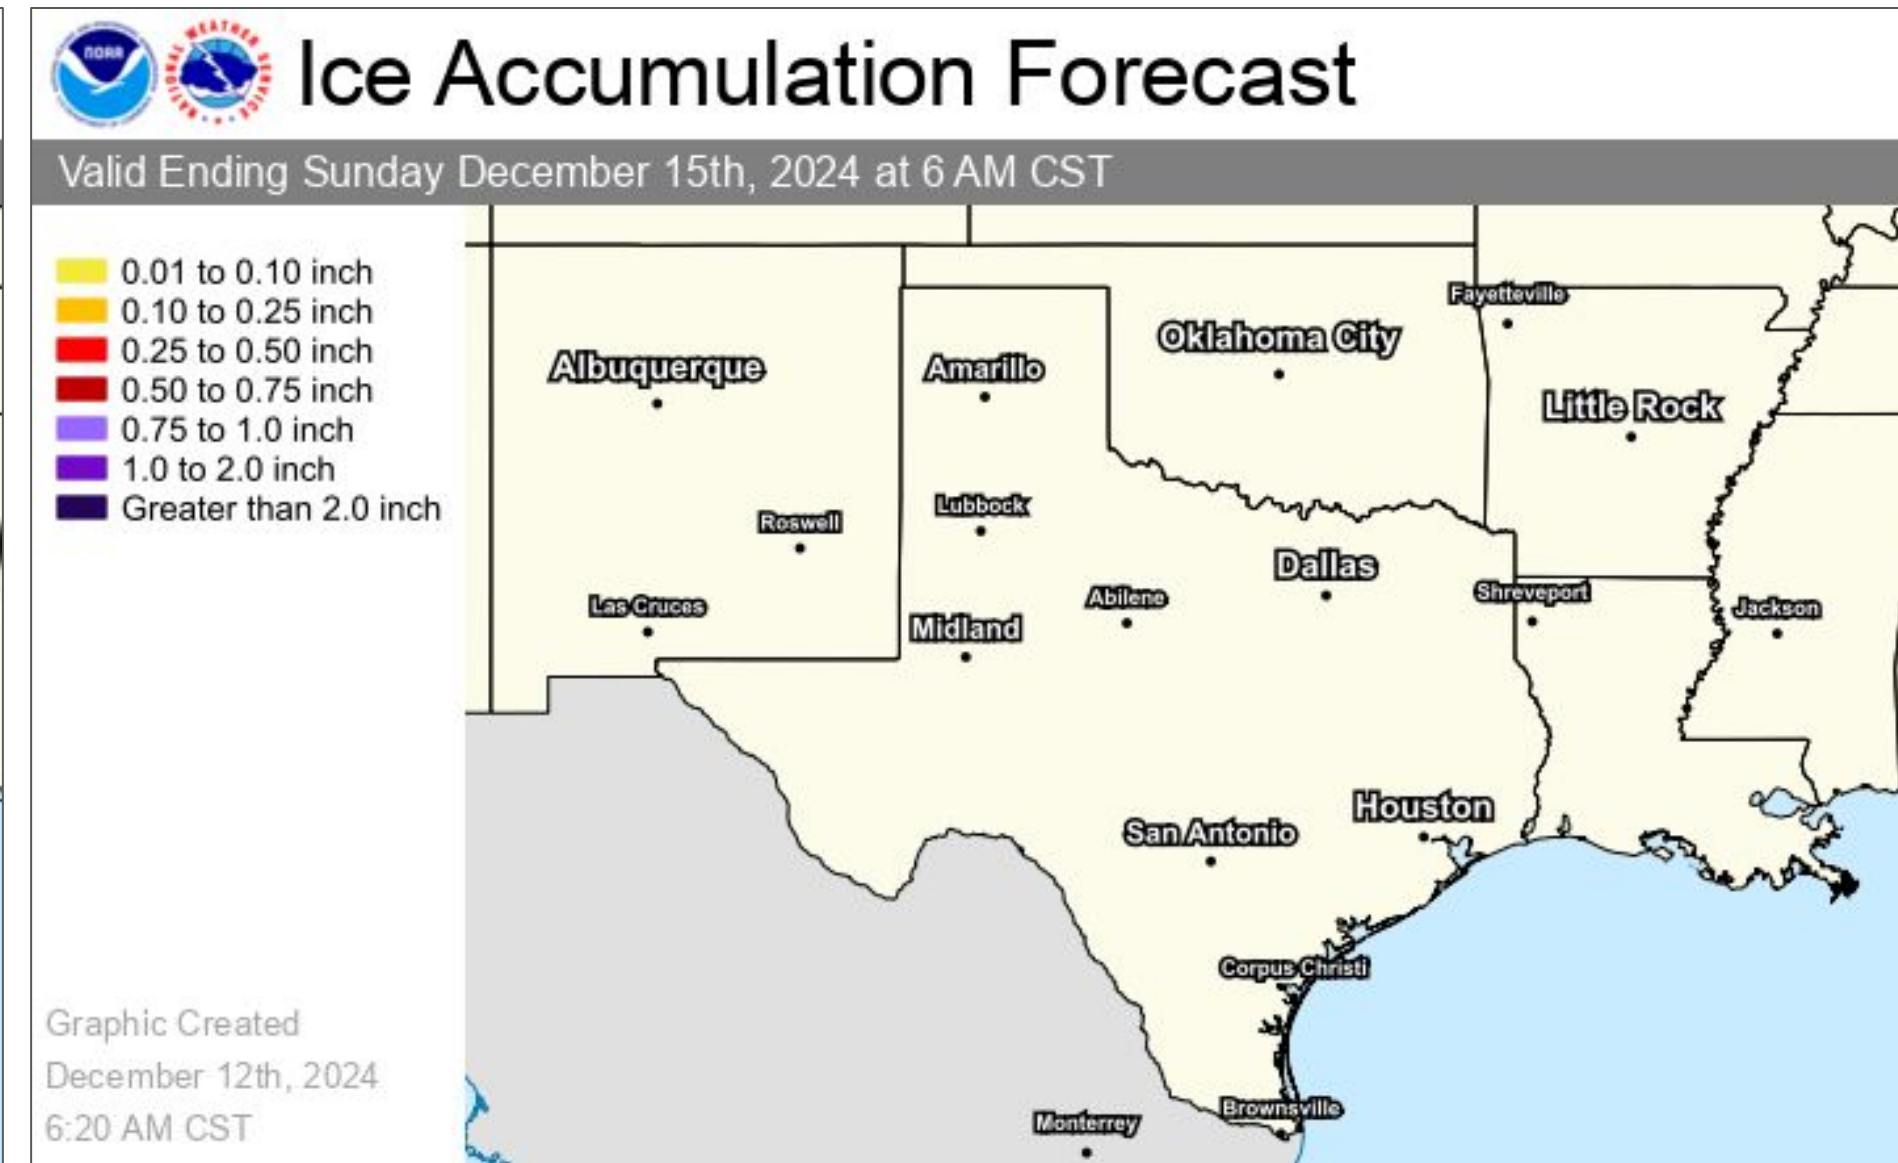 NOAA
NATIONAL WEATHER SERVICE
Ice Accumulation Forecast
Valid Ending Sunday December 15th, 2024 at 6 AM CST
0.01 to 0.10 inch
0.10 to 0.25 inch
0.25 to 0.50 inch
0.50 to 0.75 inch
0.75 to 1.0 inch
1.0 to 2.0 inch
Greater than 2.0 inch
Fayetteville
Oklahoma City
Albuquerque
Amarillo
Little Rock
Lubbock
Roswell
Dallas
Shreveport
Abilene
Las Cruces
Jackson
Midland
Houston
San Antonio
Corpus Christi
Brownsville
Monterrey
Graphic Created
December 12th, 2024
6:20 AM CST